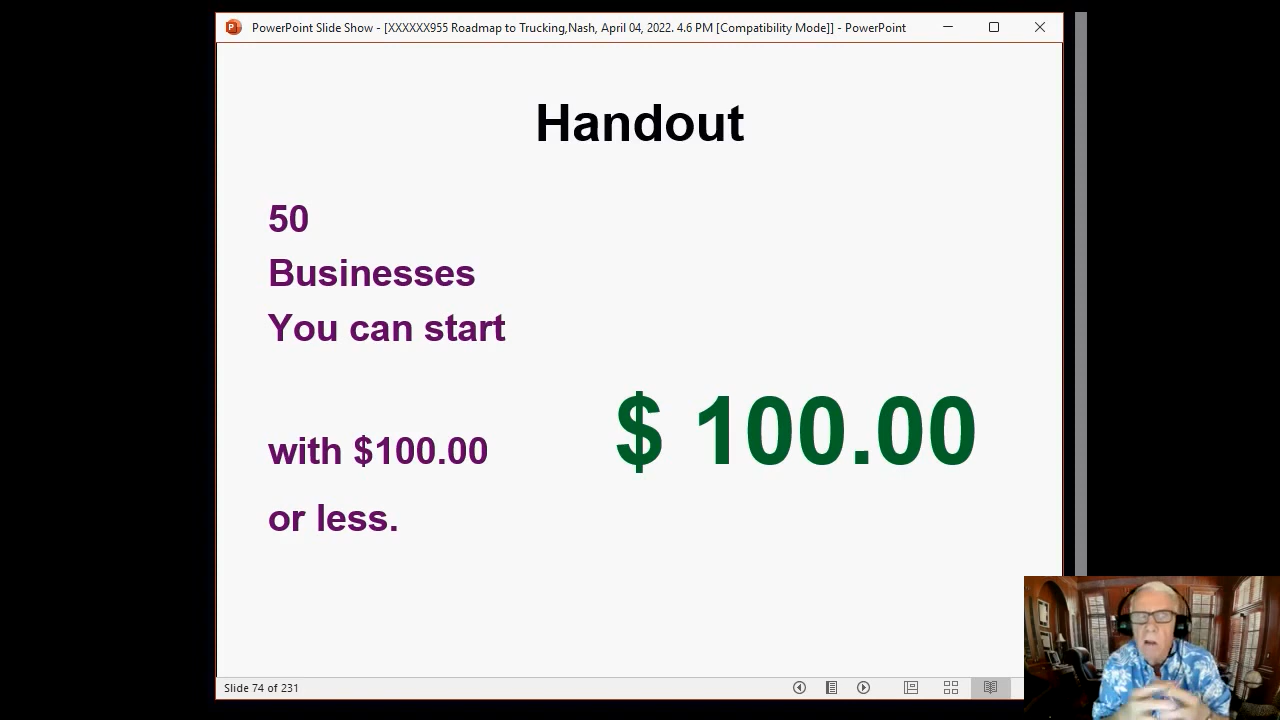 PowerPoint Slide Show - [XXXXXX955 Roadmap to Trucking,Nash, April 04, 2022. 4.6 PM [Compatibility Mode]] - PowerPoint
Handout
50
Businesses
You can start
with $100.00
or less.
$ 100.00
Slide 74 of 231